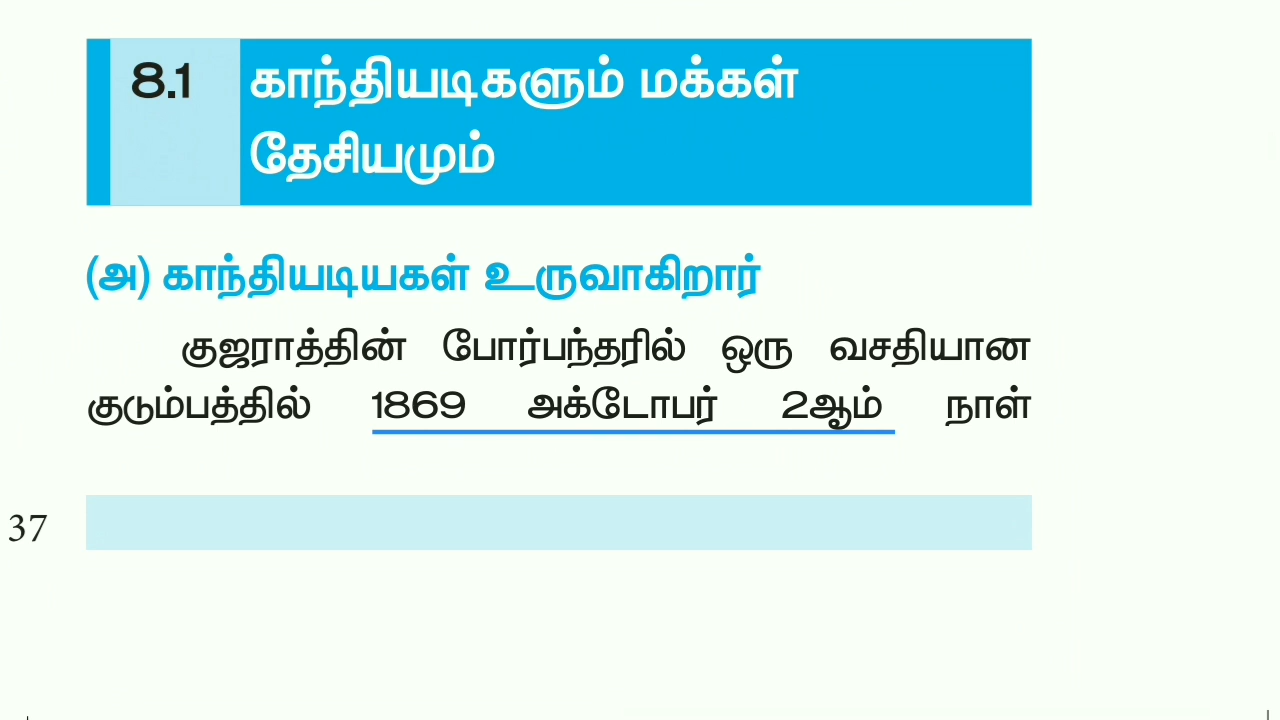 8.1 காந்தியடிகளும் மக்கள்
தேசியமும்
(அ) காந்தியடியகள் உருவாகிறார்
குஜராத்தின் போர்பந்தரில் ஒரு வசதியான
குடும்பத்தில் 1869 அக்டோபர் 2ஆம் நாள்
37